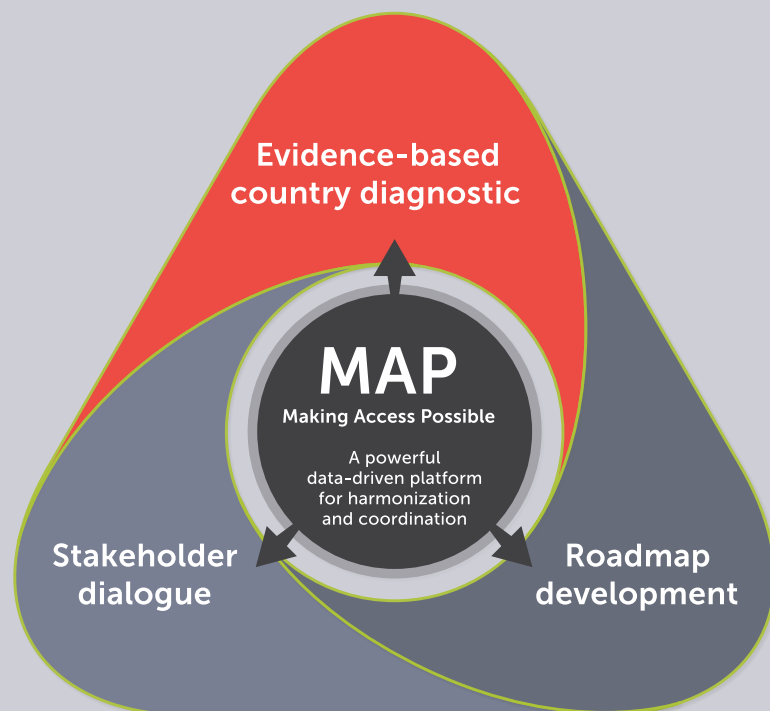 Evidence-based
country diagnostic
MAP
Making Access Possible
A powerful
data-driven platform
for harmonization
and coordination
Stakeholder
dialogue
Roadmap
development